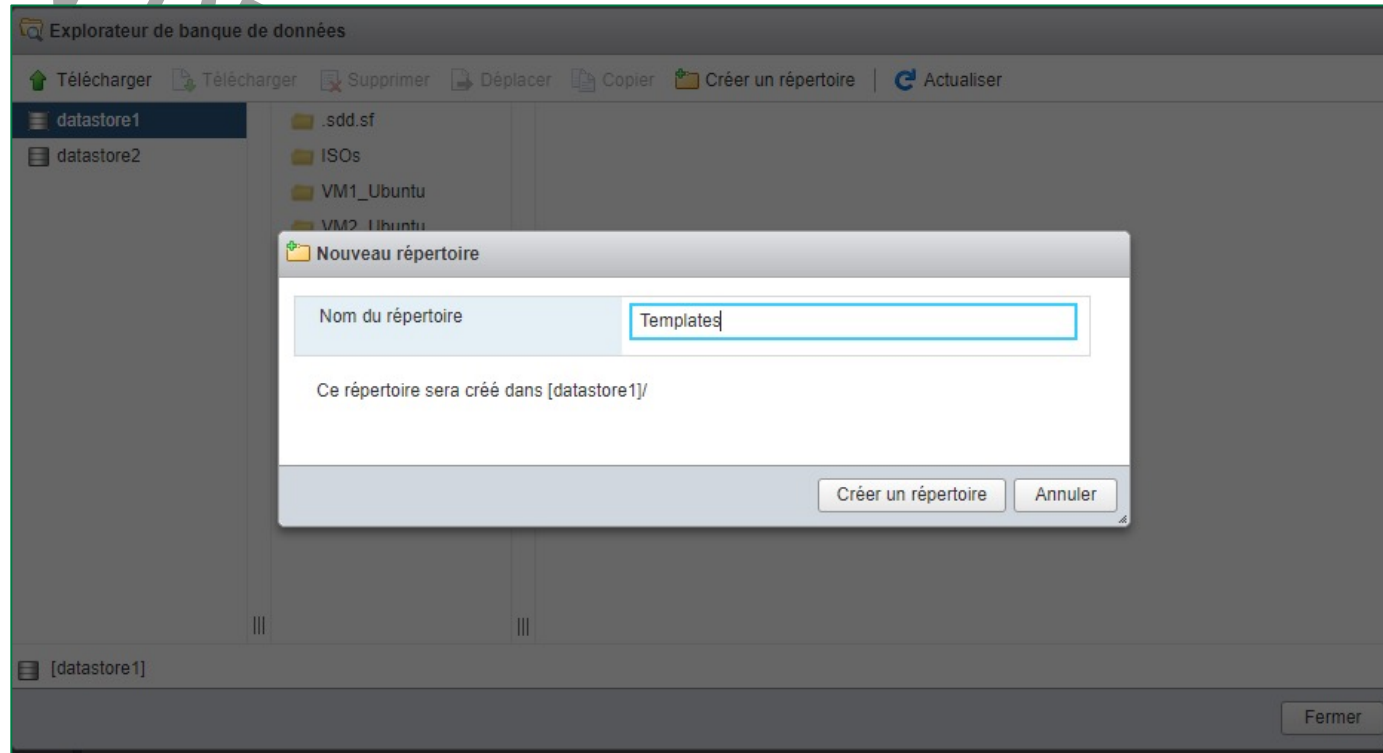 Explorateur de banque de données
Télécharger Télécharger Supprimer Déplacer Copier Créer un répertoire Actualiser
datastore1
datastore2
.sdd.sf
ISOs
VM1_Ubuntu
VM2_Ubuntu
Nouveau répertoire
Nom du répertoire Templates
Ce répertoire sera créé dans [datastore1]/
Créer un répertoire Annuler
[datastore1]
Fermer